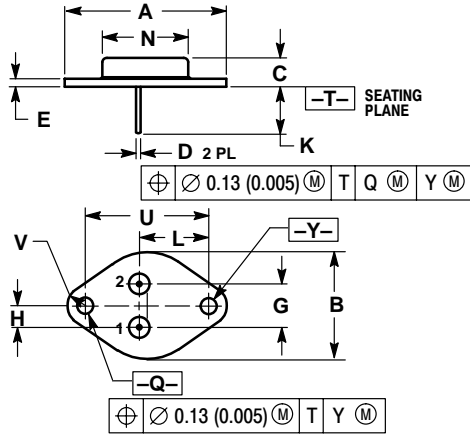 A
N
C
E
–T– SEATING PLANE
K
D 2 PL
⌖ ∅ 0.13 (0.005) Ⓜ T Q Ⓜ Y Ⓜ
U
L
V
–Y–
2
G
B
H
1
–Q–
⌖ ∅ 0.13 (0.005) Ⓜ T Y Ⓜ